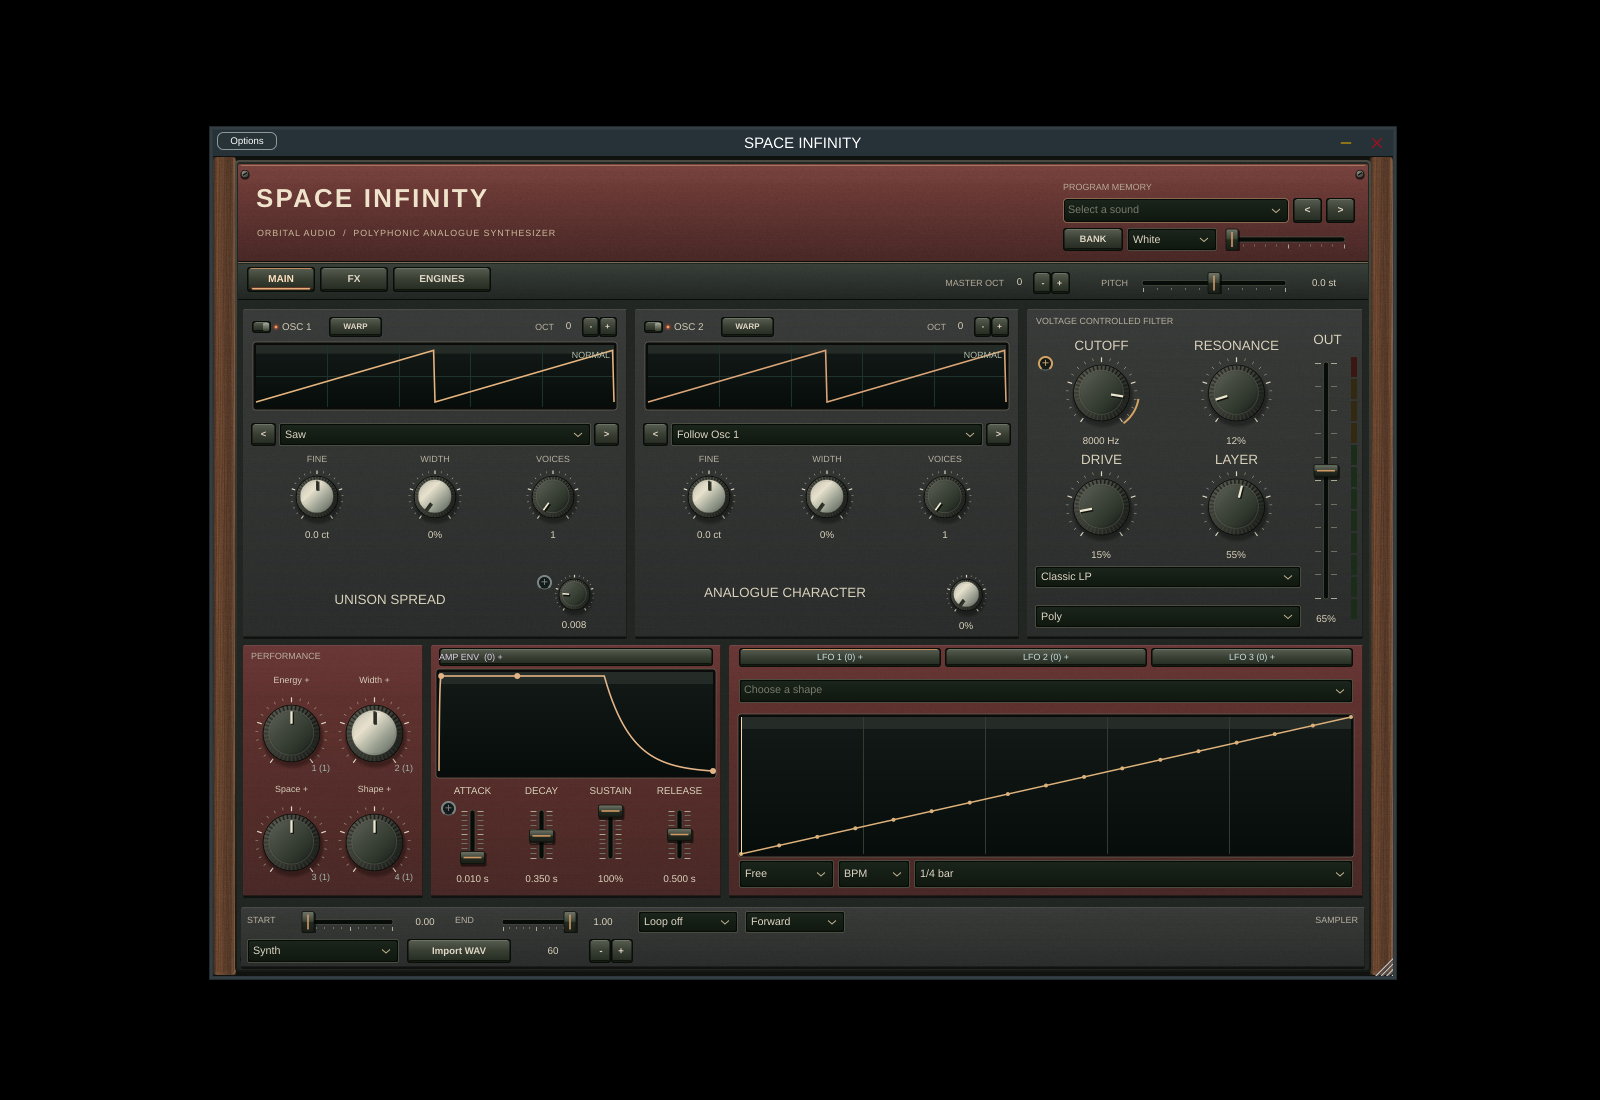 Options
SPACE INFINITY
SPACE INFINITY
ORBITAL AUDIO / POLYPHONIC ANALOGUE SYNTHESIZER
PROGRAM MEMORY
Select a sound
< >
BANK White
MAIN FX ENGINES
MASTER OCT 0 - + PITCH 0.0 st
OSC 1 WARP OCT 0 - +
NORMAL
< Saw >
FINE WIDTH VOICES
0.0 ct 0% 1
UNISON SPREAD
+
0.008
OSC 2 WARP OCT 0 - +
NORMAL
< Follow Osc 1 >
FINE WIDTH VOICES
0.0 ct 0% 1
ANALOGUE CHARACTER
0%
VOLTAGE CONTROLLED FILTER
CUTOFF RESONANCE OUT
+
8000 Hz 12%
DRIVE LAYER
15% 55%
Classic LP
Poly
65%
PERFORMANCE
Energy + Width +
1 (1) 2 (1)
Space + Shape +
3 (1) 4 (1)
AMP ENV (0) +
ATTACK DECAY SUSTAIN RELEASE
+
0.010 s 0.350 s 100% 0.500 s
LFO 1 (0) + LFO 2 (0) + LFO 3 (0) +
Choose a shape
Free BPM 1/4 bar
START 0.00 END 1.00 Loop off Forward SAMPLER
Synth Import WAV 60 - +